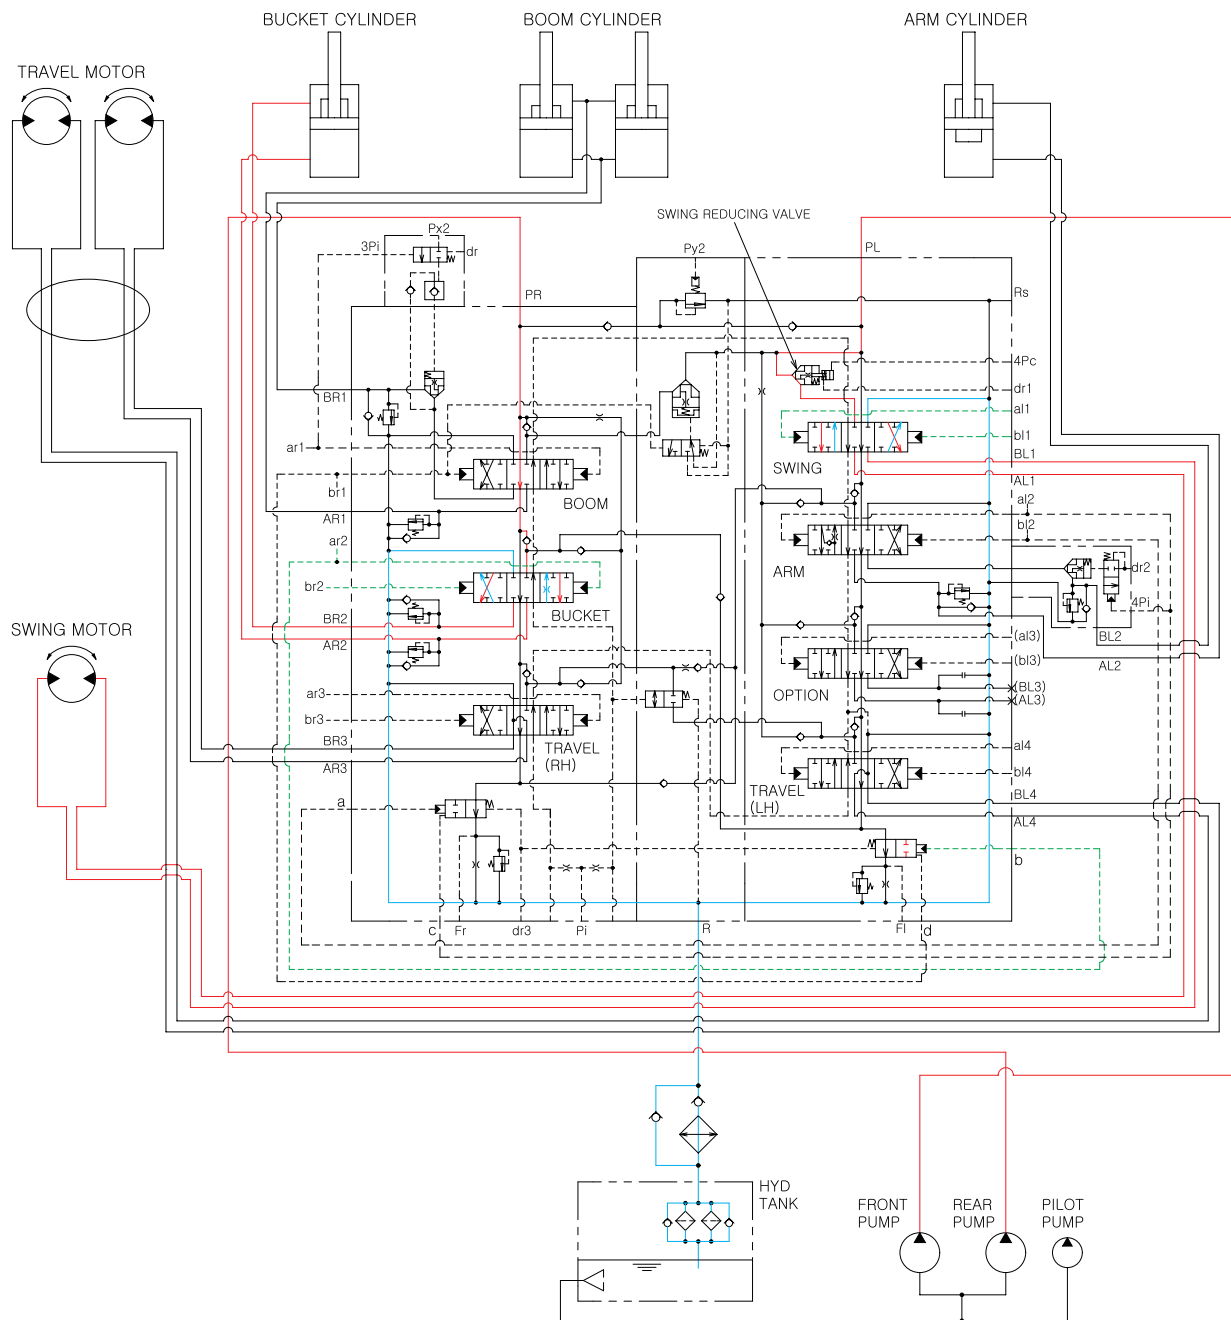 BUCKET CYLINDER
BOOM CYLINDER
ARM CYLINDER
TRAVEL MOTOR
SWING REDUCING VALVE
Px2
3Pi
dr
Py2
PL
PR
Rs
4Pc
dr1
al1
bl1
BL1
AL1
al2
bl2
BR1
ar1
br1
AR1
ar2
br2
BR2
AR2
ar3
br3
BR3
AR3
SWING
BOOM
ARM
BUCKET
OPTION
TRAVEL
(RH)
TRAVEL
(LH)
dr2
4Pi
BL2
AL2
(al3)
(bl3)
(BL3)
(AL3)
al4
bl4
BL4
AL4
SWING MOTOR
a
b
c
Fr
dr3
Pi
R
Fl
d
HYD
TANK
FRONT
PUMP
REAR
PUMP
PILOT
PUMP